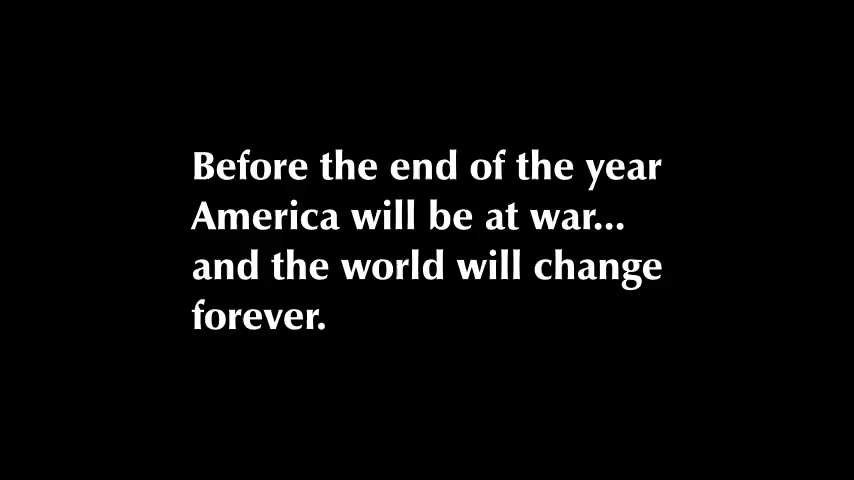 Before the end of the year
America will be at war...
and the world will change
forever.